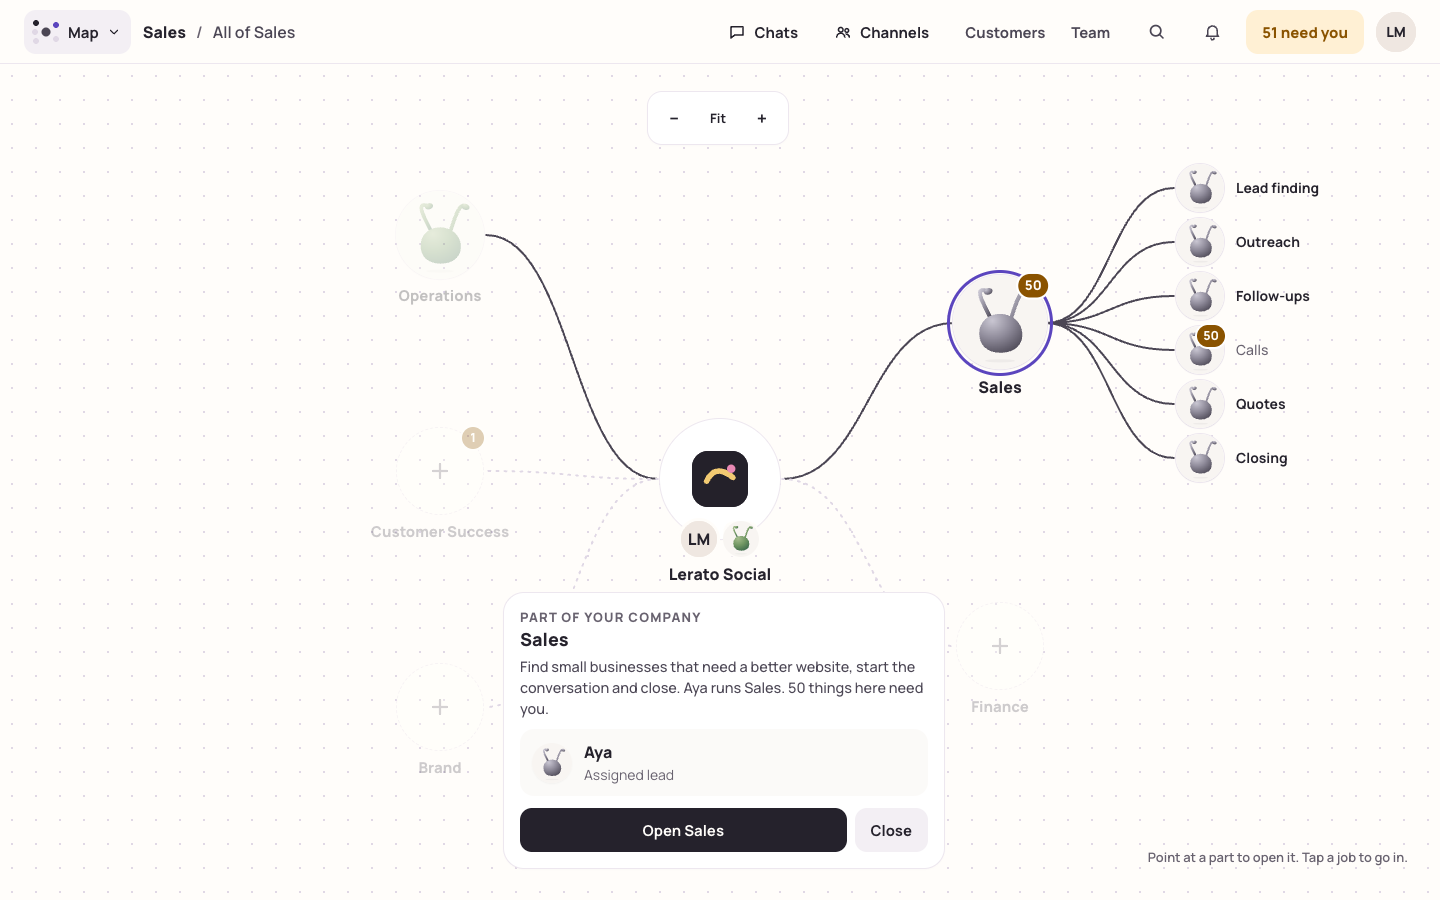 Map
Sales / All of Sales
Chats
Channels
Customers
Team
51 need you
LM
−
Fit
+
Operations
50
Sales
Lead finding
Outreach
Follow-ups
50
Calls
Quotes
Closing
1
+
Customer Success
LM
Lerato Social
+
Brand
+
Finance
PART OF YOUR COMPANY
Sales
Find small businesses that need a better website, start the
conversation and close. Aya runs Sales. 50 things here need
you.
Aya
Assigned lead
Open Sales
Close
Point at a part to open it. Tap a job to go in.